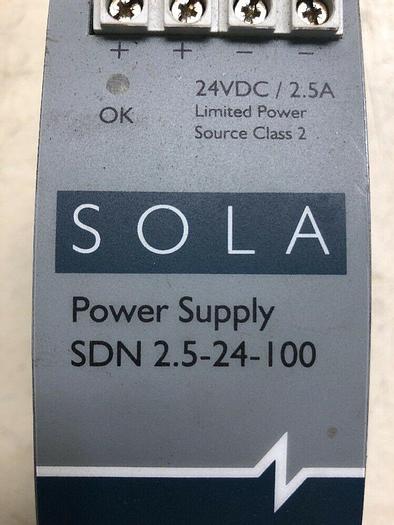 + + − −
OK
24VDC / 2.5A
Limited Power
Source Class 2
SOLA
Power Supply
SDN 2.5-24-100